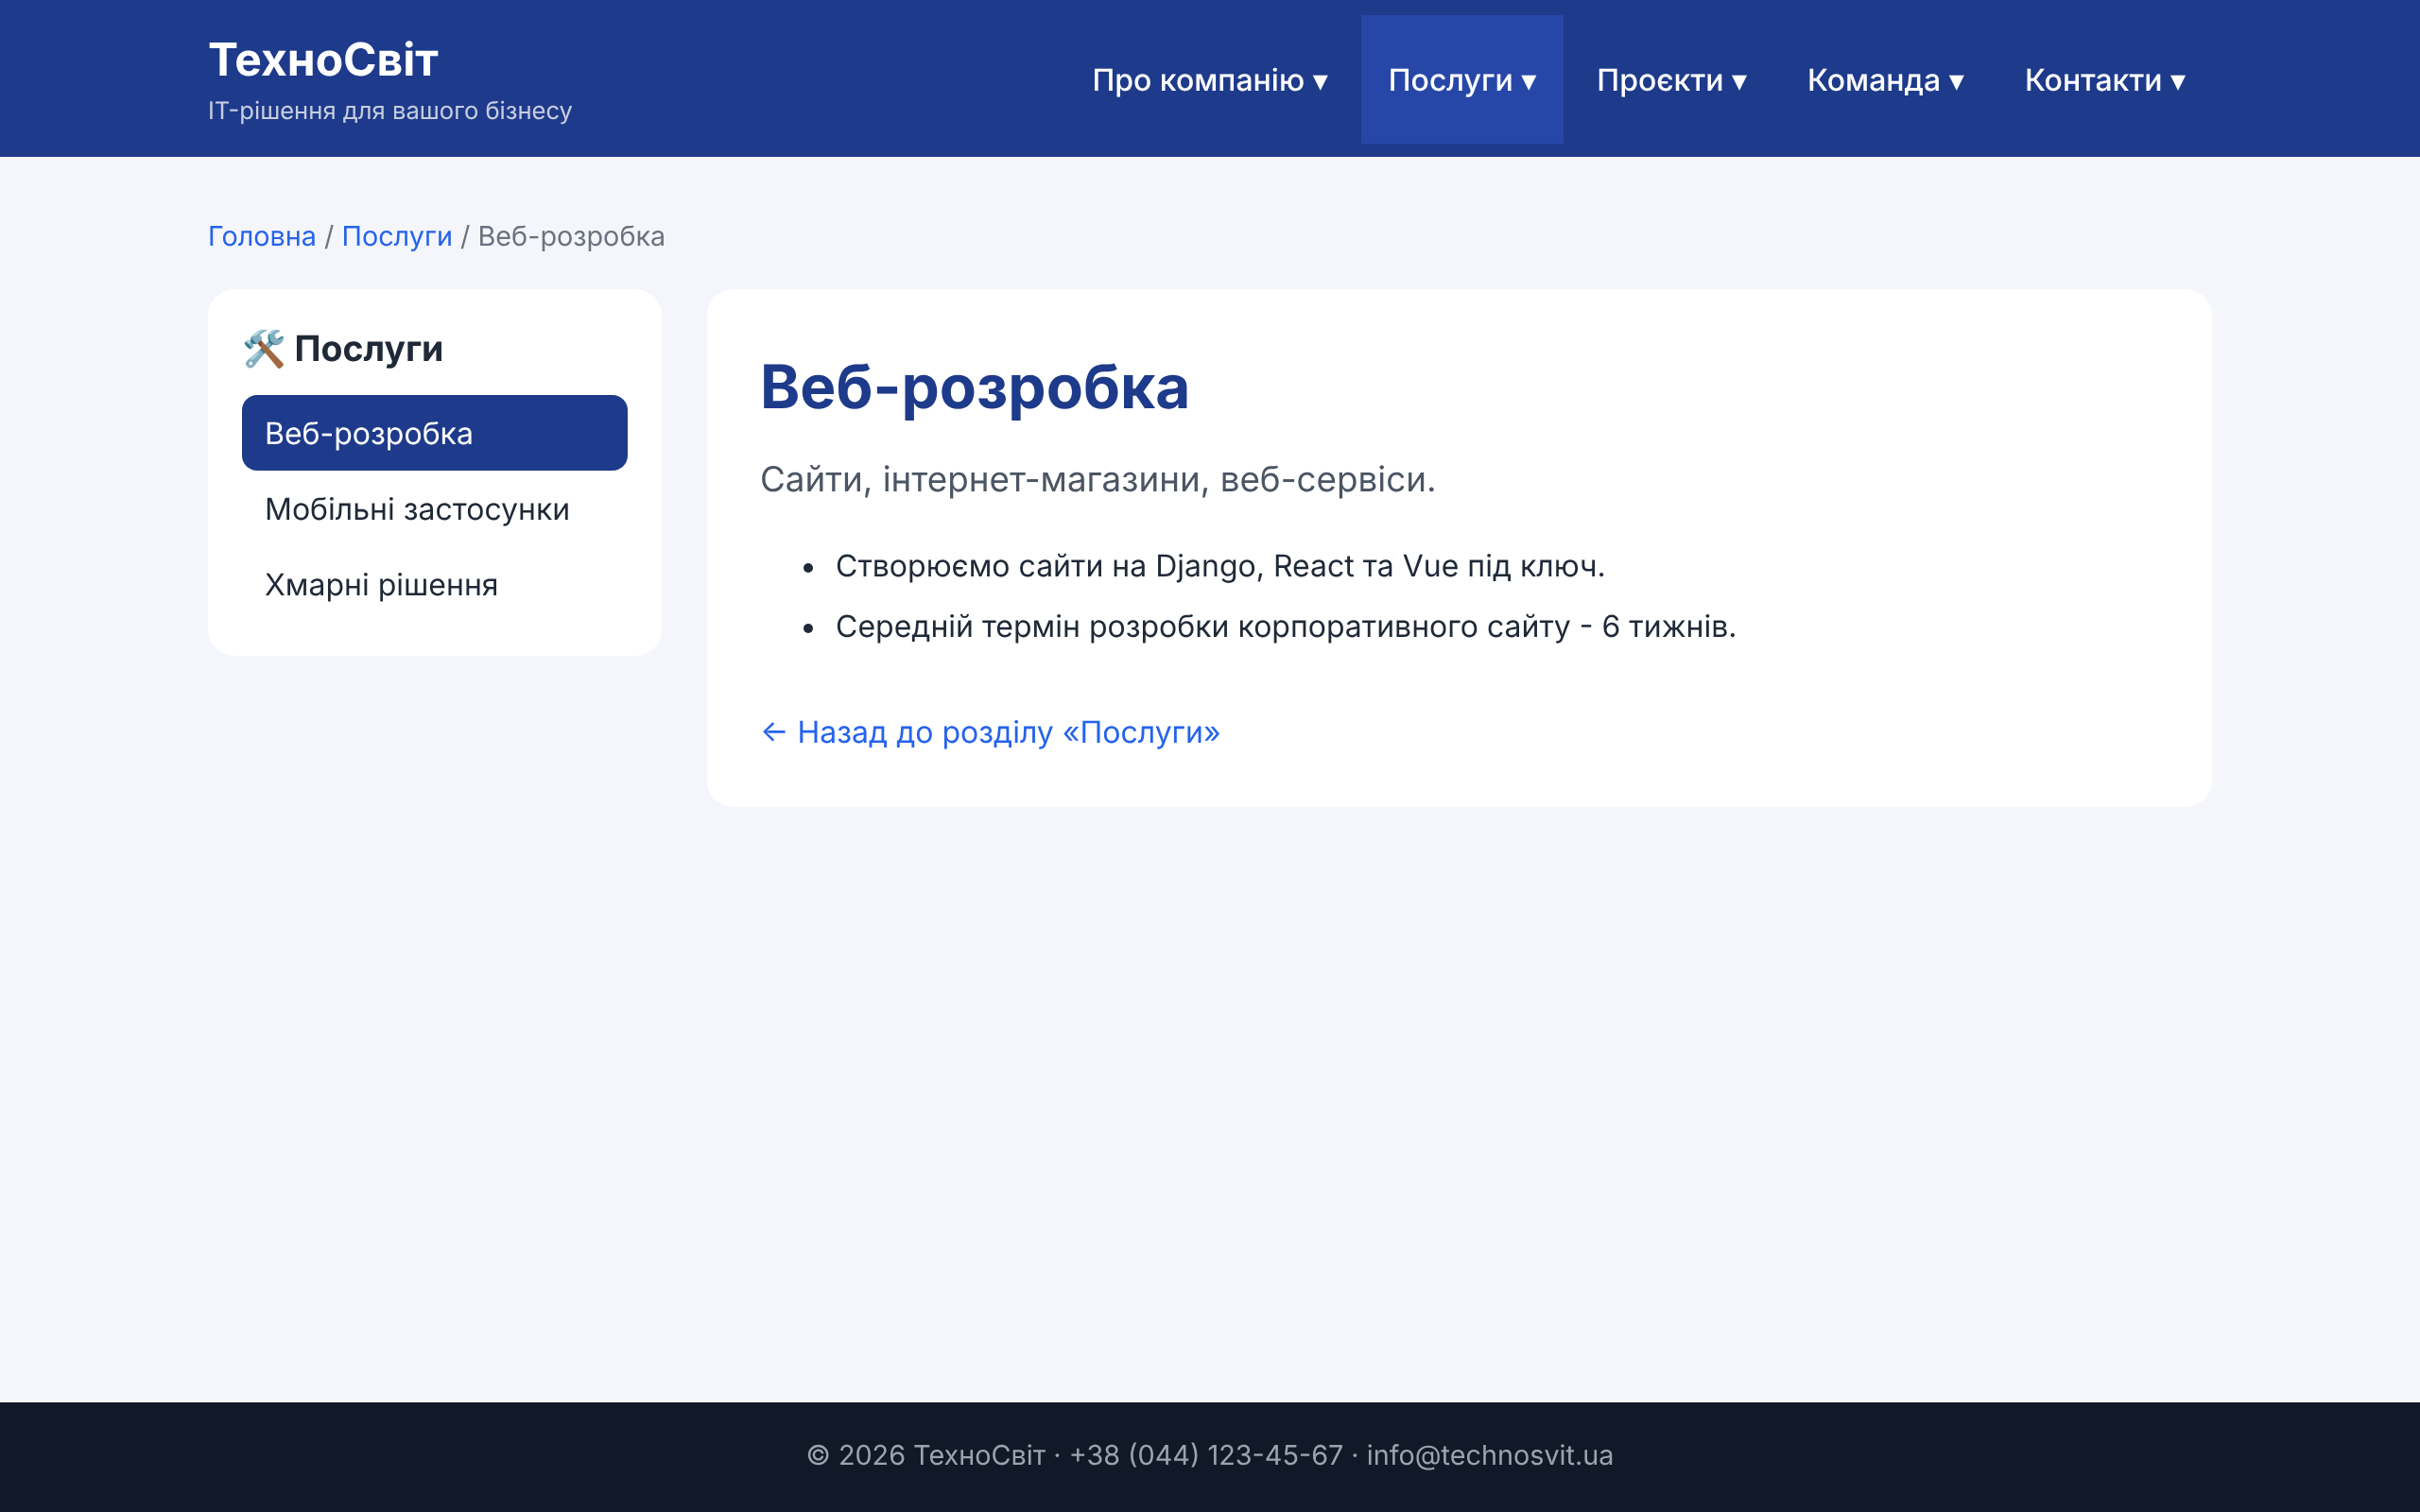 ТехноСвіт
ІТ-рішення для вашого бізнесу
Про компанію ▾ Послуги ▾ Проєкти ▾ Команда ▾ Контакти ▾
Головна / Послуги / Веб-розробка
🛠️ Послуги
Веб-розробка
Мобільні застосунки
Хмарні рішення
Веб-розробка
Сайти, інтернет-магазини, веб-сервіси.
• Створюємо сайти на Django, React та Vue під ключ.
• Середній термін розробки корпоративного сайту - 6 тижнів.
← Назад до розділу «Послуги»
© 2026 ТехноСвіт · +38 (044) 123-45-67 · info@technosvit.ua